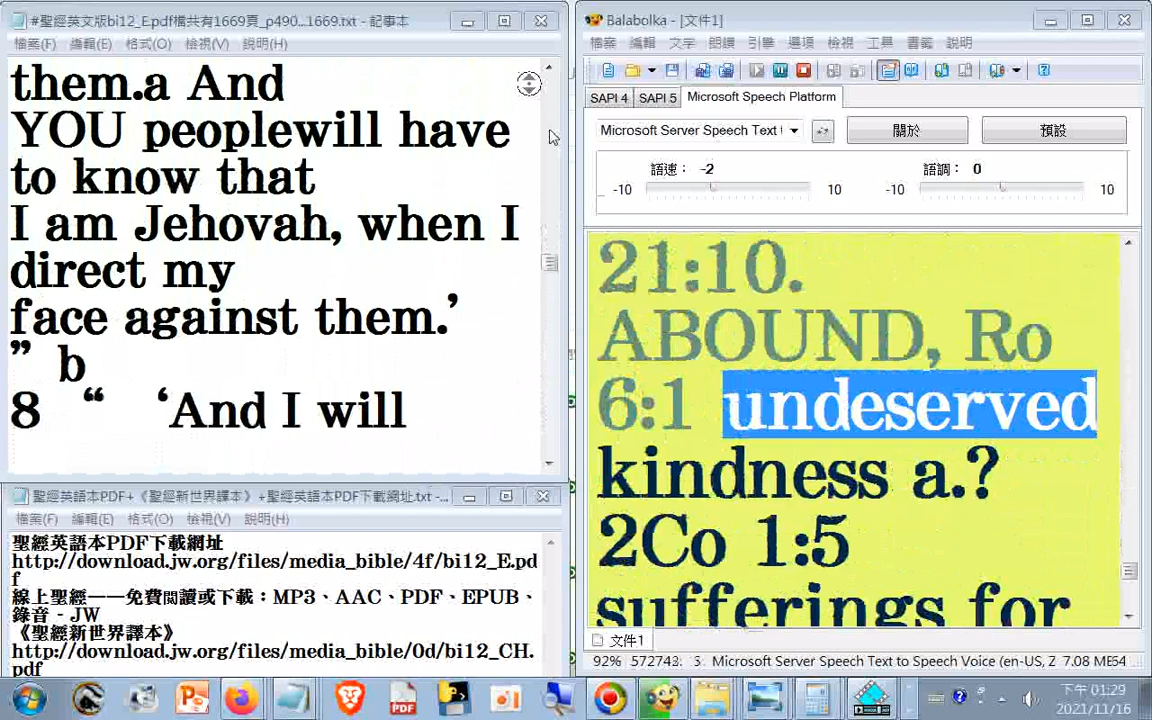 #聖經英文版bi12_E.pdf檔共有1669頁_p490...1669.txt - 記事本
檔案(F) 編輯(E) 格式(O) 檢視(V) 說明(H)
them.a And
YOU peoplewill have
to know that
I am Jehovah, when I
direct my
face against them.’
” b
8 “ ‘And I will
聖經英語本PDF+《聖經新世界譯本》+聖經英語本PDF下載網址.txt -...
檔案(F) 編輯(E) 格式(O) 檢視(V) 說明(H)
聖經英語本PDF下載網址
http://download.jw.org/files/media_bible/4f/bi12_E.pd
f
線上聖經——免費閱讀或下載：MP3、AAC、PDF、EPUB、
錄音 - JW
《聖經新世界譯本》
http://download.jw.org/files/media_bible/0d/bi12_CH.
pdf
Balabolka - [文件1]
檔案 編輯 文字 朗讀 引擎 選項 檢視 工具 書籤 說明
SAPI 4 SAPI 5 Microsoft Speech Platform
Microsoft Server Speech Text 關於 預設
語速： -2 語調： 0
-10 10 -10 10
21:10.
ABOUND, Ro
6:1 undeserved
kindness a.?
2Co 1:5
sufferings for
文件1
92% 572743. Microsoft Server Speech Text to Speech Voice (en-US, Z 7.08 ME54
PDF
下午 01:29
2021/11/16